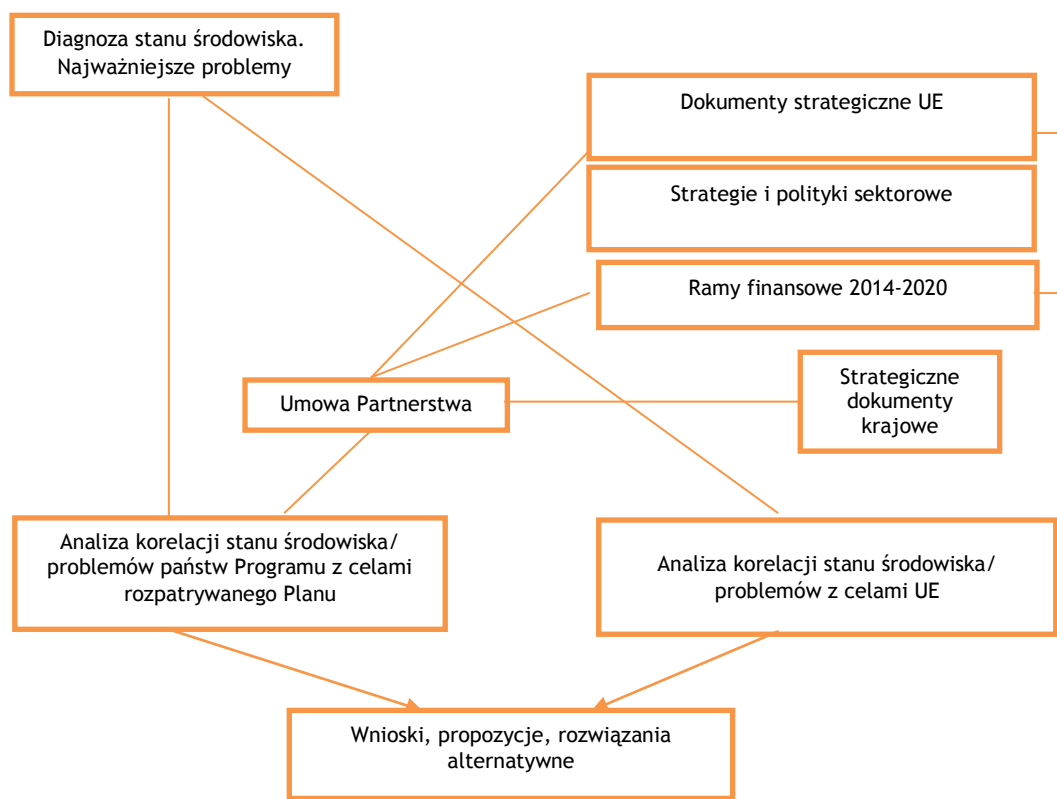 Diagnoza stanu środowiska.
Najważniejsze problemy
Dokumenty strategiczne UE
Strategie i polityki sektorowe
Ramy finansowe 2014-2020
Umowa Partnerstwa
Strategiczne
dokumenty
krajowe
Analiza korelacji stanu środowiska/
problemów państw Programu z celami
rozpatrywanego Planu
Analiza korelacji stanu środowiska/
problemów z celami UE
Wnioski, propozycje, rozwiązania
alternatywne